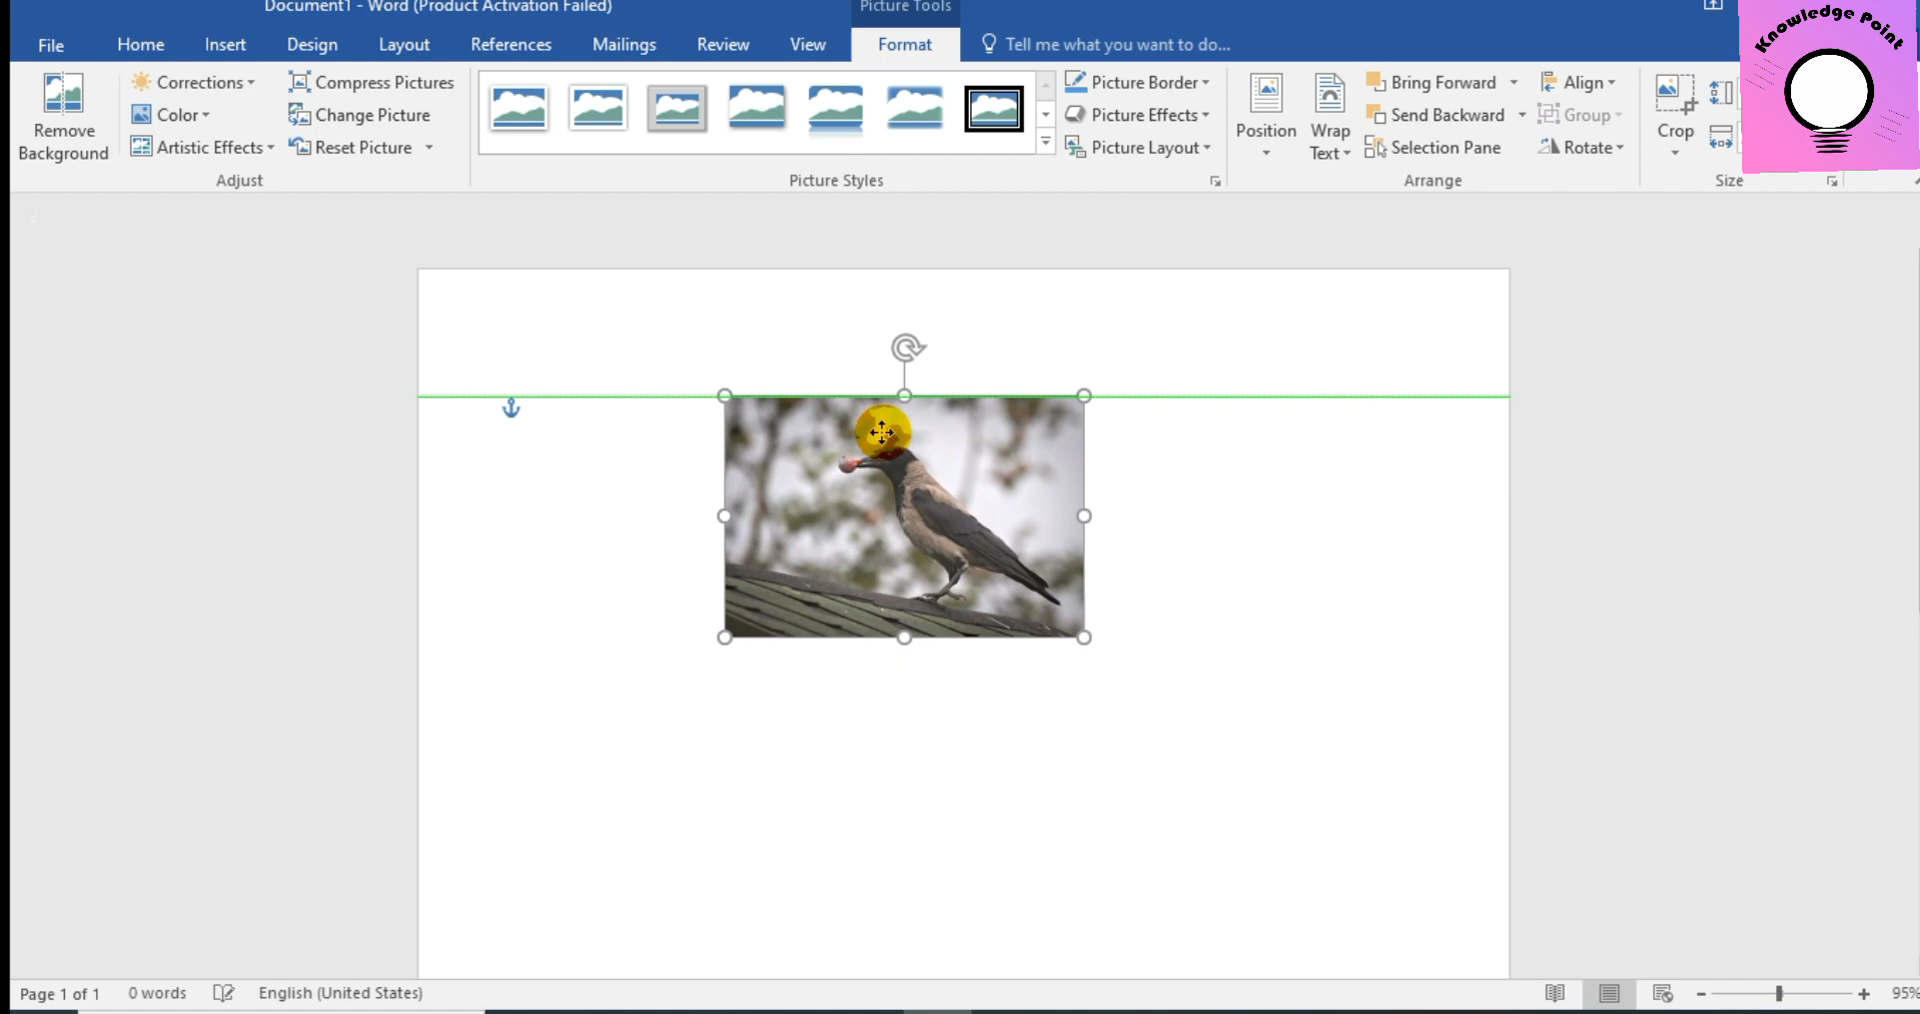 Document1 - Word (Product Activation Failed)
Picture Tools
File Home Insert Design Layout References Mailings Review View Format Tell me what you want to do...
Knowledge Point
Remove Background
Corrections
Color
Artistic Effects
Compress Pictures
Change Picture
Reset Picture
Adjust
Picture Styles
Picture Border
Picture Effects
Picture Layout
Position
Wrap Text
Bring Forward
Send Backward
Selection Pane
Align
Group
Rotate
Arrange
Crop
Size
Page 1 of 1 0 words English (United States) 95%